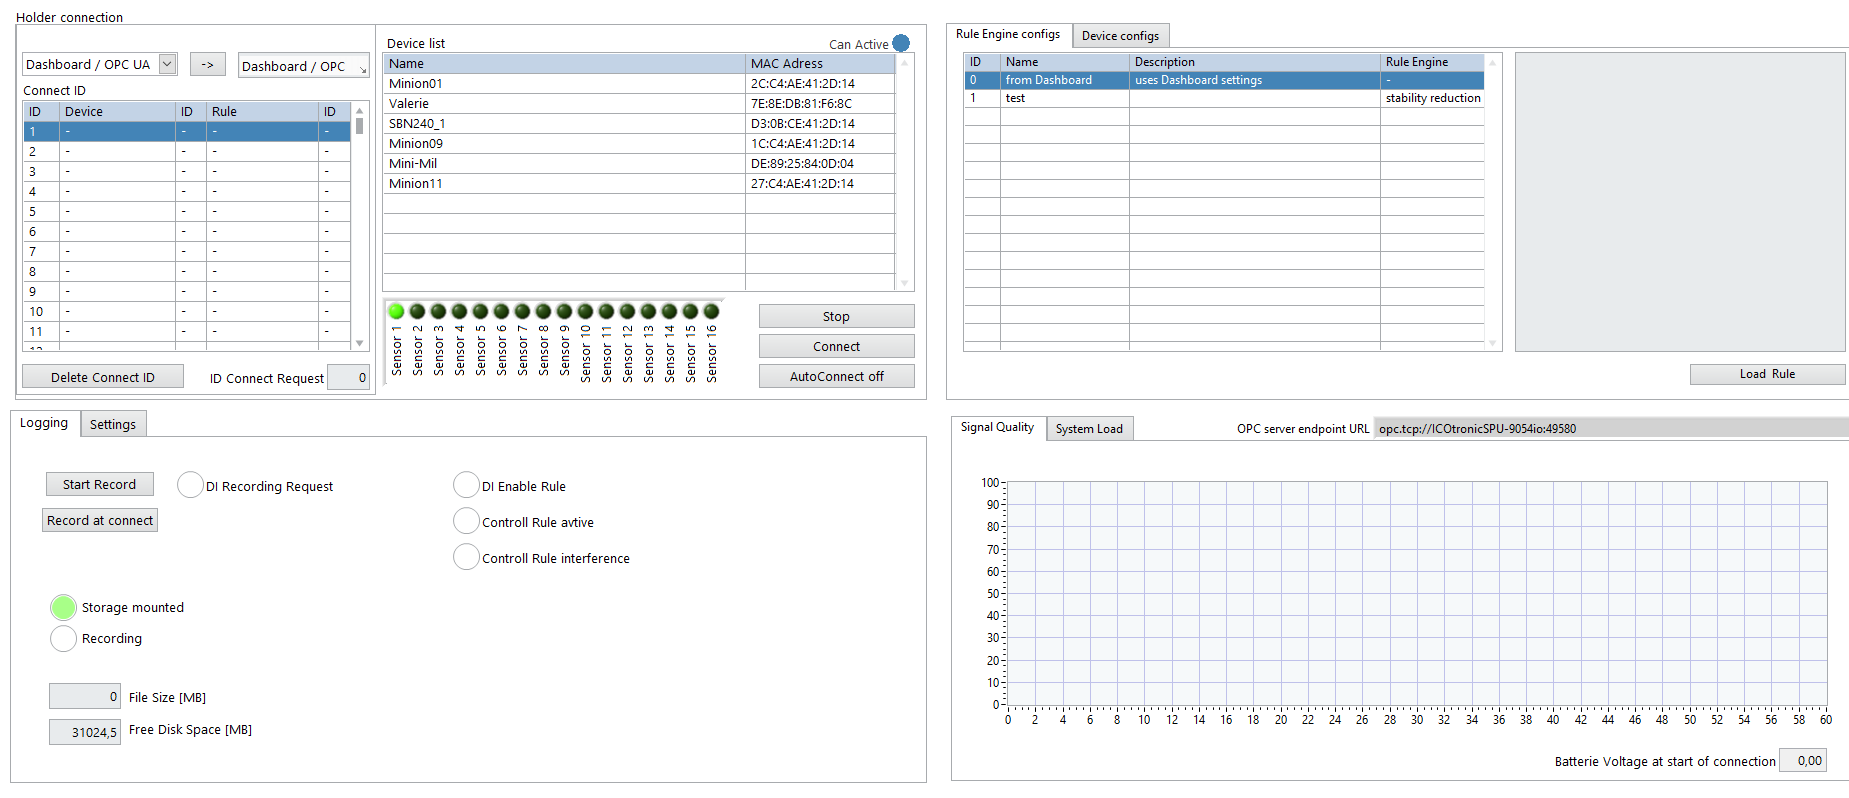 Holder connection
Dashboard / OPC UA
->
Dashboard / OPC
Connect ID
ID Device ID Rule ID
1 - - - -
2 - - - -
3 - - - -
4 - - - -
5 - - - -
6 - - - -
7 - - - -
8 - - - -
9 - - - -
10 - - - -
11 - - - -
Delete Connect ID
ID Connect Request 0
Device list
Can Active
Name MAC Adress
Minion01 2C:C4:AE:41:2D:14
Valerie 7E:8E:DB:81:F6:8C
SBN240_1 D3:0B:CE:41:2D:14
Minion09 1C:C4:AE:41:2D:14
Mini-Mil DE:89:25:84:0D:04
Minion11 27:C4:AE:41:2D:14
Sensor 1
Sensor 2
Sensor 3
Sensor 4
Sensor 5
Sensor 6
Sensor 7
Sensor 8
Sensor 9
Sensor 10
Sensor 11
Sensor 12
Sensor 13
Sensor 14
Sensor 15
Sensor 16
Stop
Connect
AutoConnect off
Rule Engine configs
Device configs
ID Name Description Rule Engine
0 from Dashboard uses Dashboard settings -
1 test stability reduction
Load Rule
Logging
Settings
Start Record
DI Recording Request
DI Enable Rule
Record at connect
Controll Rule avtive
Controll Rule interference
Storage mounted
Recording
0 File Size [MB]
31024,5 Free Disk Space [MB]
Signal Quality
System Load
OPC server endpoint URL opc.tcp://ICOtronicSPU-9054io:49580
100
90
80
70
60
50
40
30
20
10
0
0 2 4 6 8 10 12 14 16 18 20 22 24 26 28 30 32 34 36 38 40 42 44 46 48 50 52 54 56 58 60
Batterie Voltage at start of connection 0,00